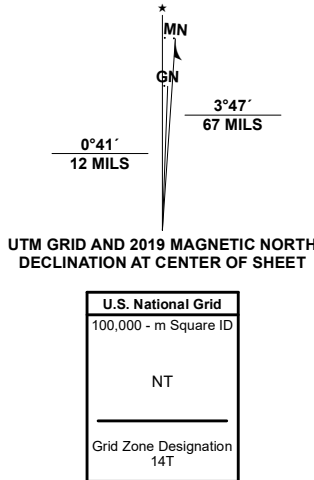 ★
MN
GN
3°47´
67 MILS
0°41´
12 MILS
UTM GRID AND 2019 MAGNETIC NORTH
DECLINATION AT CENTER OF SHEET
U.S. National Grid
100,000 - m Square ID
NT
Grid Zone Designation
14T